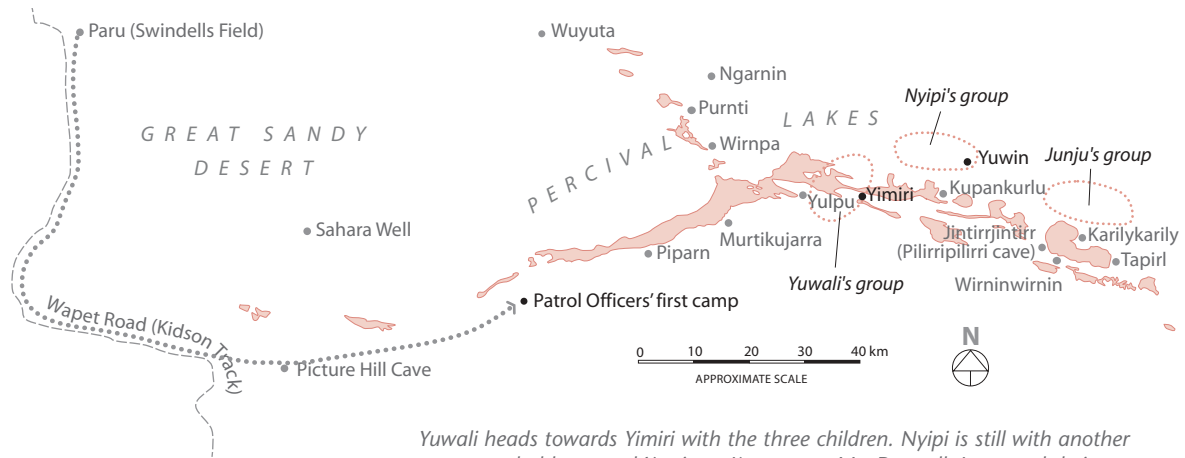 Paru (Swindells Field)
Wuyuta
Ngarnin
Purnti
Wirnpa
GREAT SANDY
DESERT
PERCIVAL LAKES
Nyipi's group
Yuwin
Junju's group
Kupankurlu
Yulpu
Yimiri
Sahara Well
Murtikujarra
Piparn
Yuwali's group
Jintirrjintirr
(Pilirripilirri cave)
Karilykarily
Tapirl
Wirninwirnin
Patrol Officers' first camp
Wapet Road (Kidson Track)
Picture Hill Cave
0 10 20 30 40 km
APPROXIMATE SCALE
N
Yuwali heads towards Yimiri with the three children. Nyipi is still with another